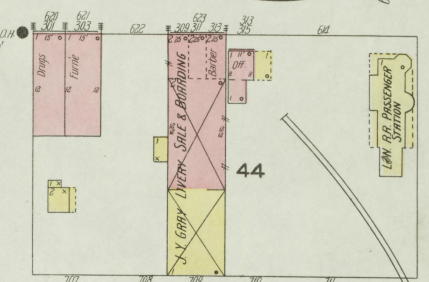 620 621 622 623 313 614
301 303 309 311 313 315
D.H.
Drugs
Furn'e
J. Y. GRAY LIVERY SALE & BOARDING
Barber
Off.
L&N. R.R. PASSENGER
STATION
44
707 708 709 710 711